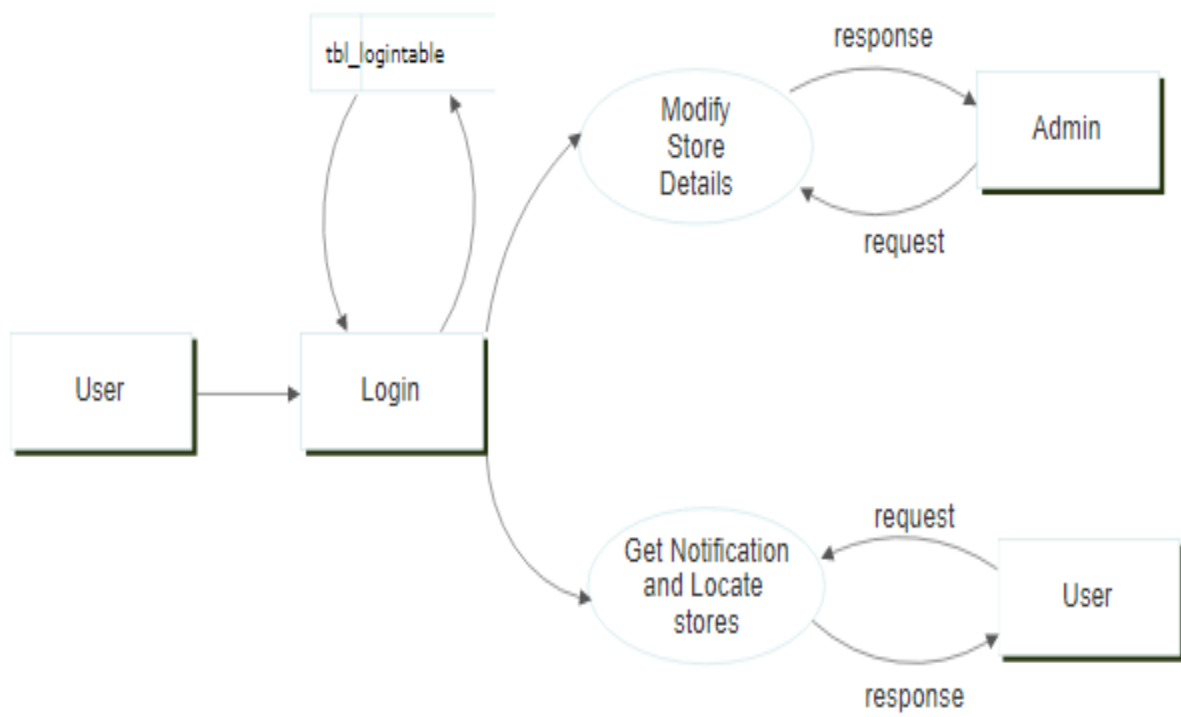 tbl_logintable
response
Modify
Store
Details
Admin
request
User
Login
request
Get Notification
and Locate
stores
User
response